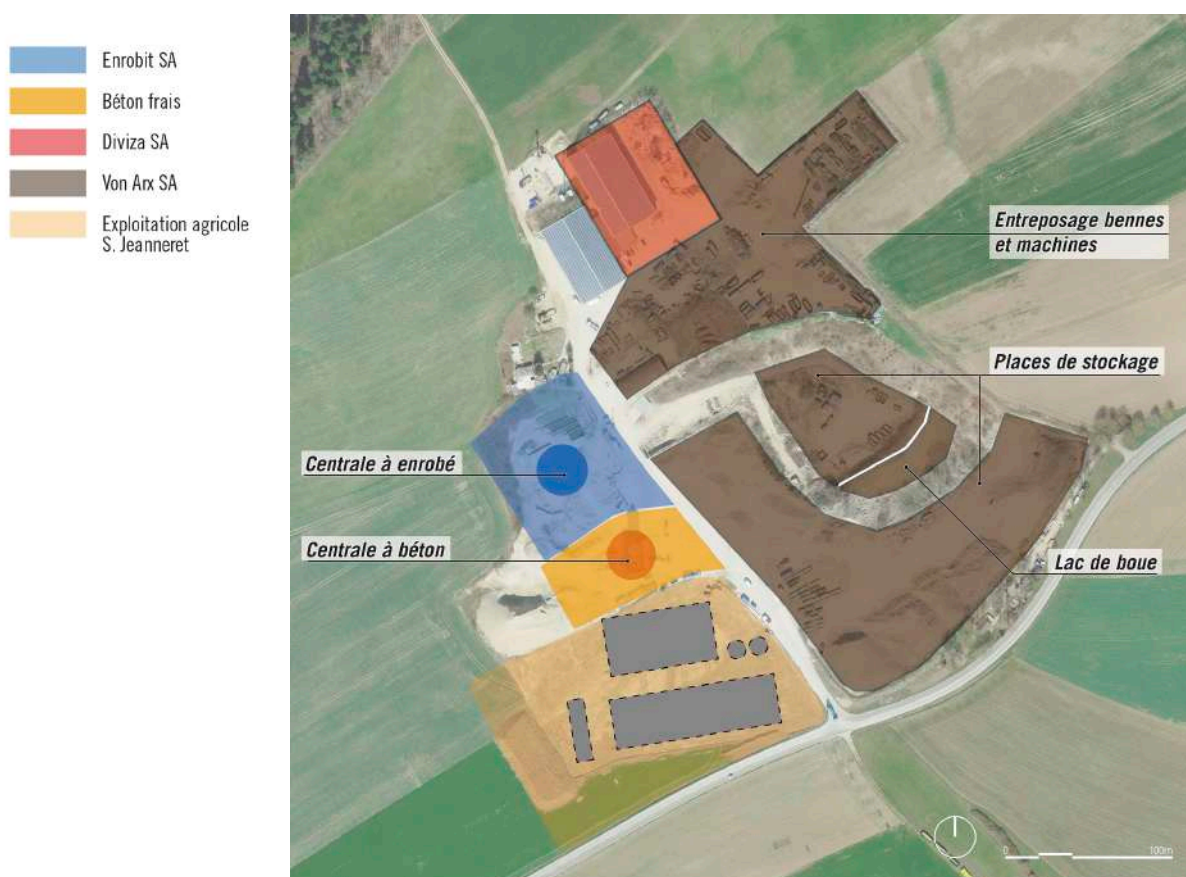 Enrobit SA
Béton frais
Diviza SA
Von Arx SA
Exploitation agricole
S. Jeanneret
Entreposage bennes
et machines
Places de stockage
Centrale à enrobé
Centrale à béton
Lac de boue
0
100m